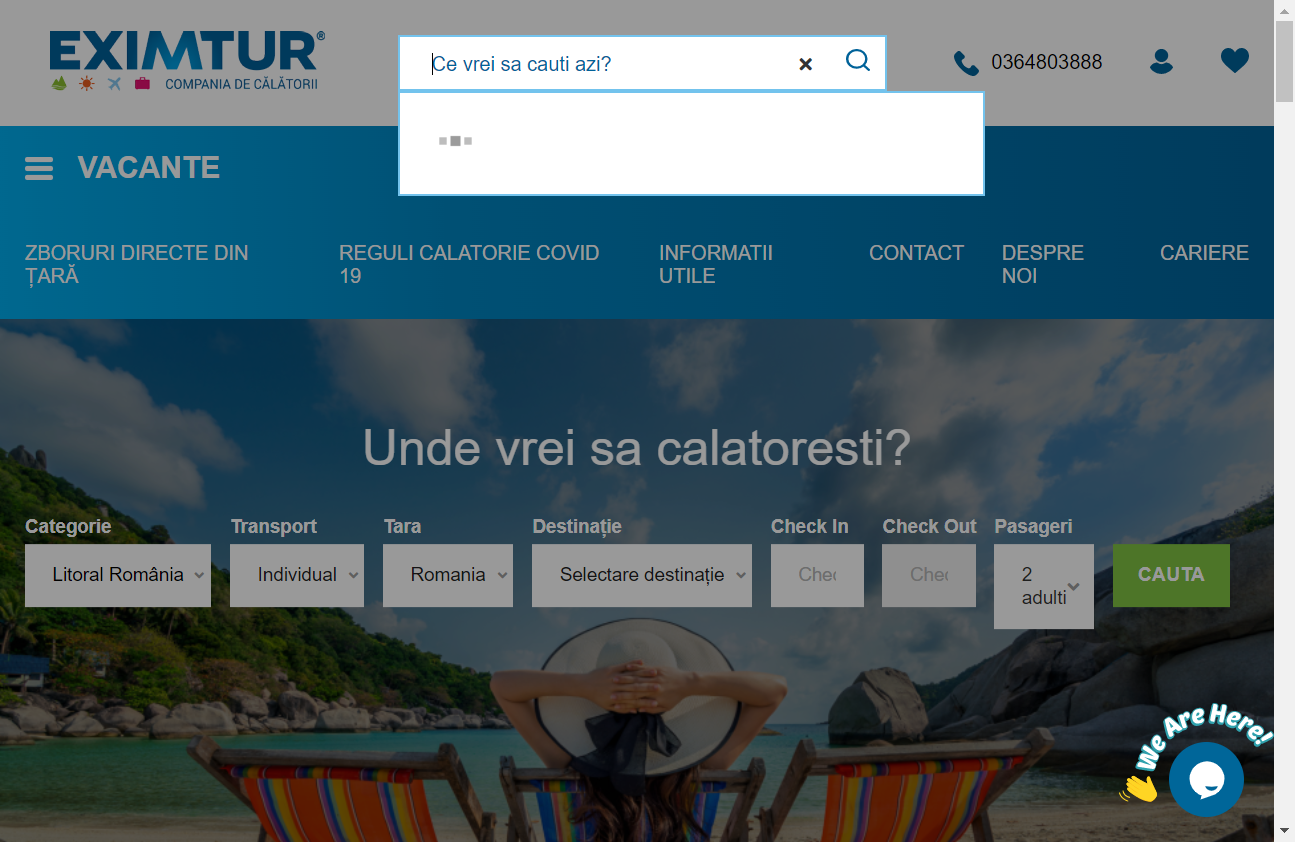 EXIMTUR®
COMPANIA DE CĂLĂTORII
Ce vrei sa cauti azi?
0364803888
VACANTE
ZBORURI DIRECTE DIN
ȚARĂ
REGULI CALATORIE COVID
19
INFORMATII
UTILE
CONTACT
DESPRE
NOI
CARIERE
Unde vrei sa calatoresti?
Categorie
Transport
Tara
Destinație
Check In
Check Out
Pasageri
Litoral România
Individual
Romania
Selectare destinație
Chec
Chec
2
adulti
CAUTA
We Are Here!